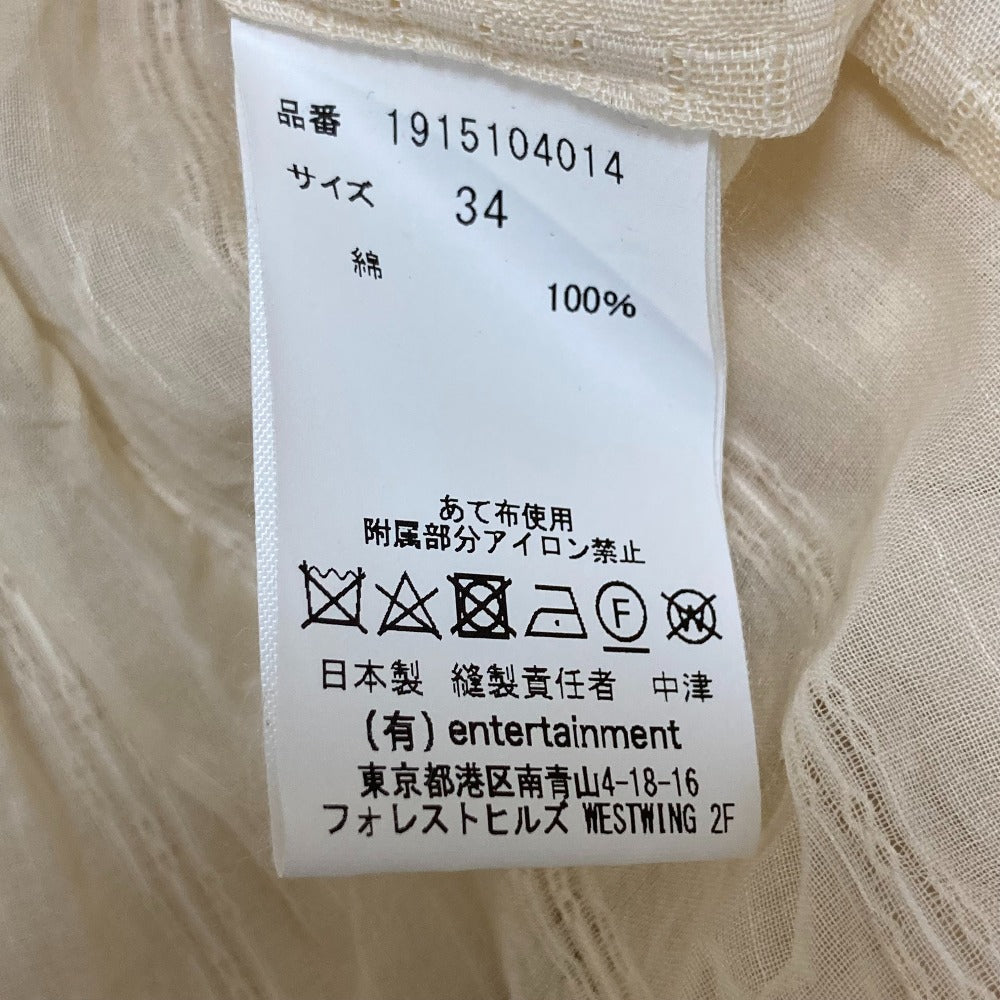 品番 1915104014
サイズ 34
綿 100%
あて布使用
附属部分アイロン禁止
F W
日本製 縫製責任者 中津
(有) entertainment
東京都港区南青山4-18-16
フォレストヒルズ WESTWING 2F